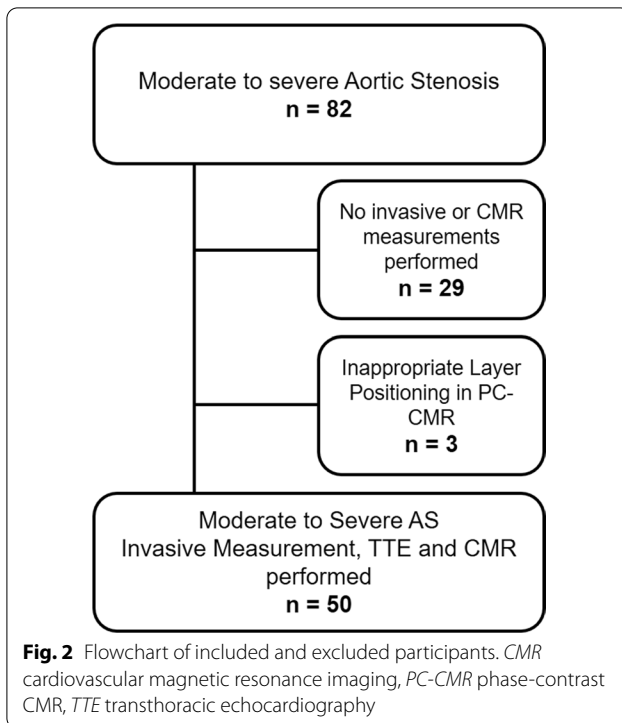 Moderate to severe Aortic Stenosis
n = 82
No invasive or CMR
measurements
performed
n = 29
Inappropriate Layer
Positioning in PC-
CMR
n = 3
Moderate to Severe AS
Invasive Measurement, TTE and CMR
performed
n = 50
Fig. 2 Flowchart of included and excluded participants. CMR
cardiovascular magnetic resonance imaging, PC-CMR phase-contrast
CMR, TTE transthoracic echocardiography